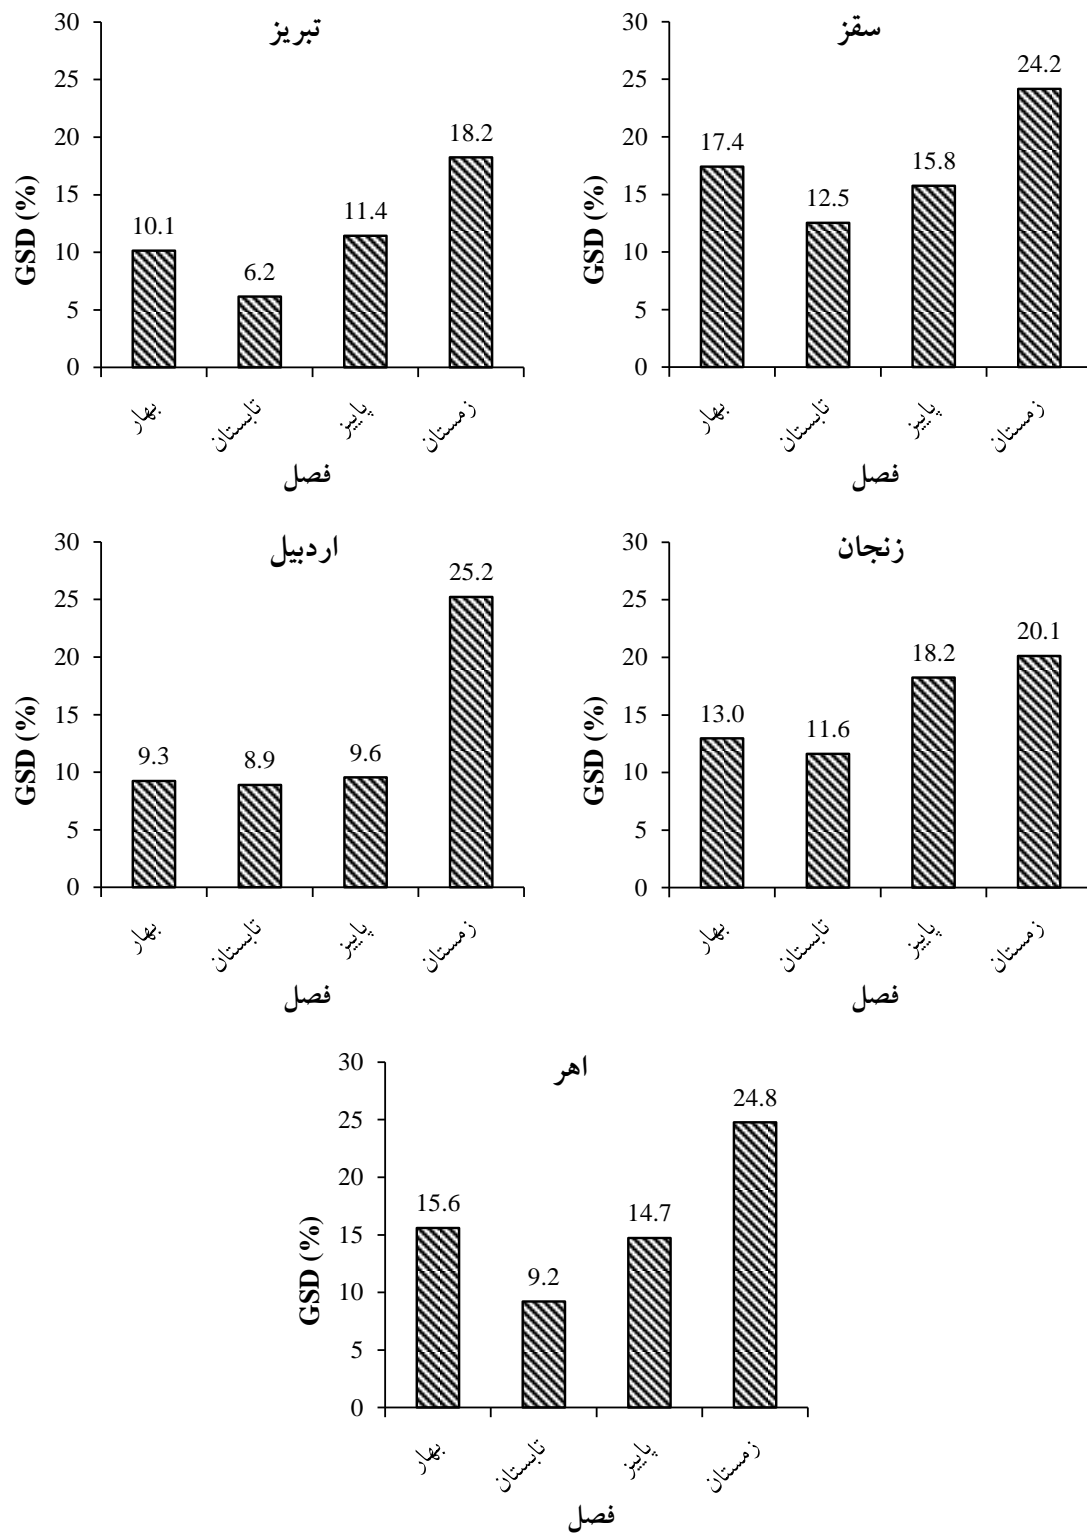 تبریز
30
25
20
15
10
5
0
GSD (%)
10.1
6.2
11.4
18.2
بهار
تابستان
پاییز
زمستان
فصل
سقز
30
25
20
15
10
5
0
GSD (%)
17.4
12.5
15.8
24.2
بهار
تابستان
پاییز
زمستان
فصل
اردبیل
30
25
20
15
10
5
0
GSD (%)
9.3
8.9
9.6
25.2
بهار
تابستان
پاییز
زمستان
فصل
زنجان
30
25
20
15
10
5
0
GSD (%)
13.0
11.6
18.2
20.1
بهار
تابستان
پاییز
زمستان
فصل
اهر
30
25
20
15
10
5
0
GSD (%)
15.6
9.2
14.7
24.8
بهار
تابستان
پاییز
زمستان
فصل